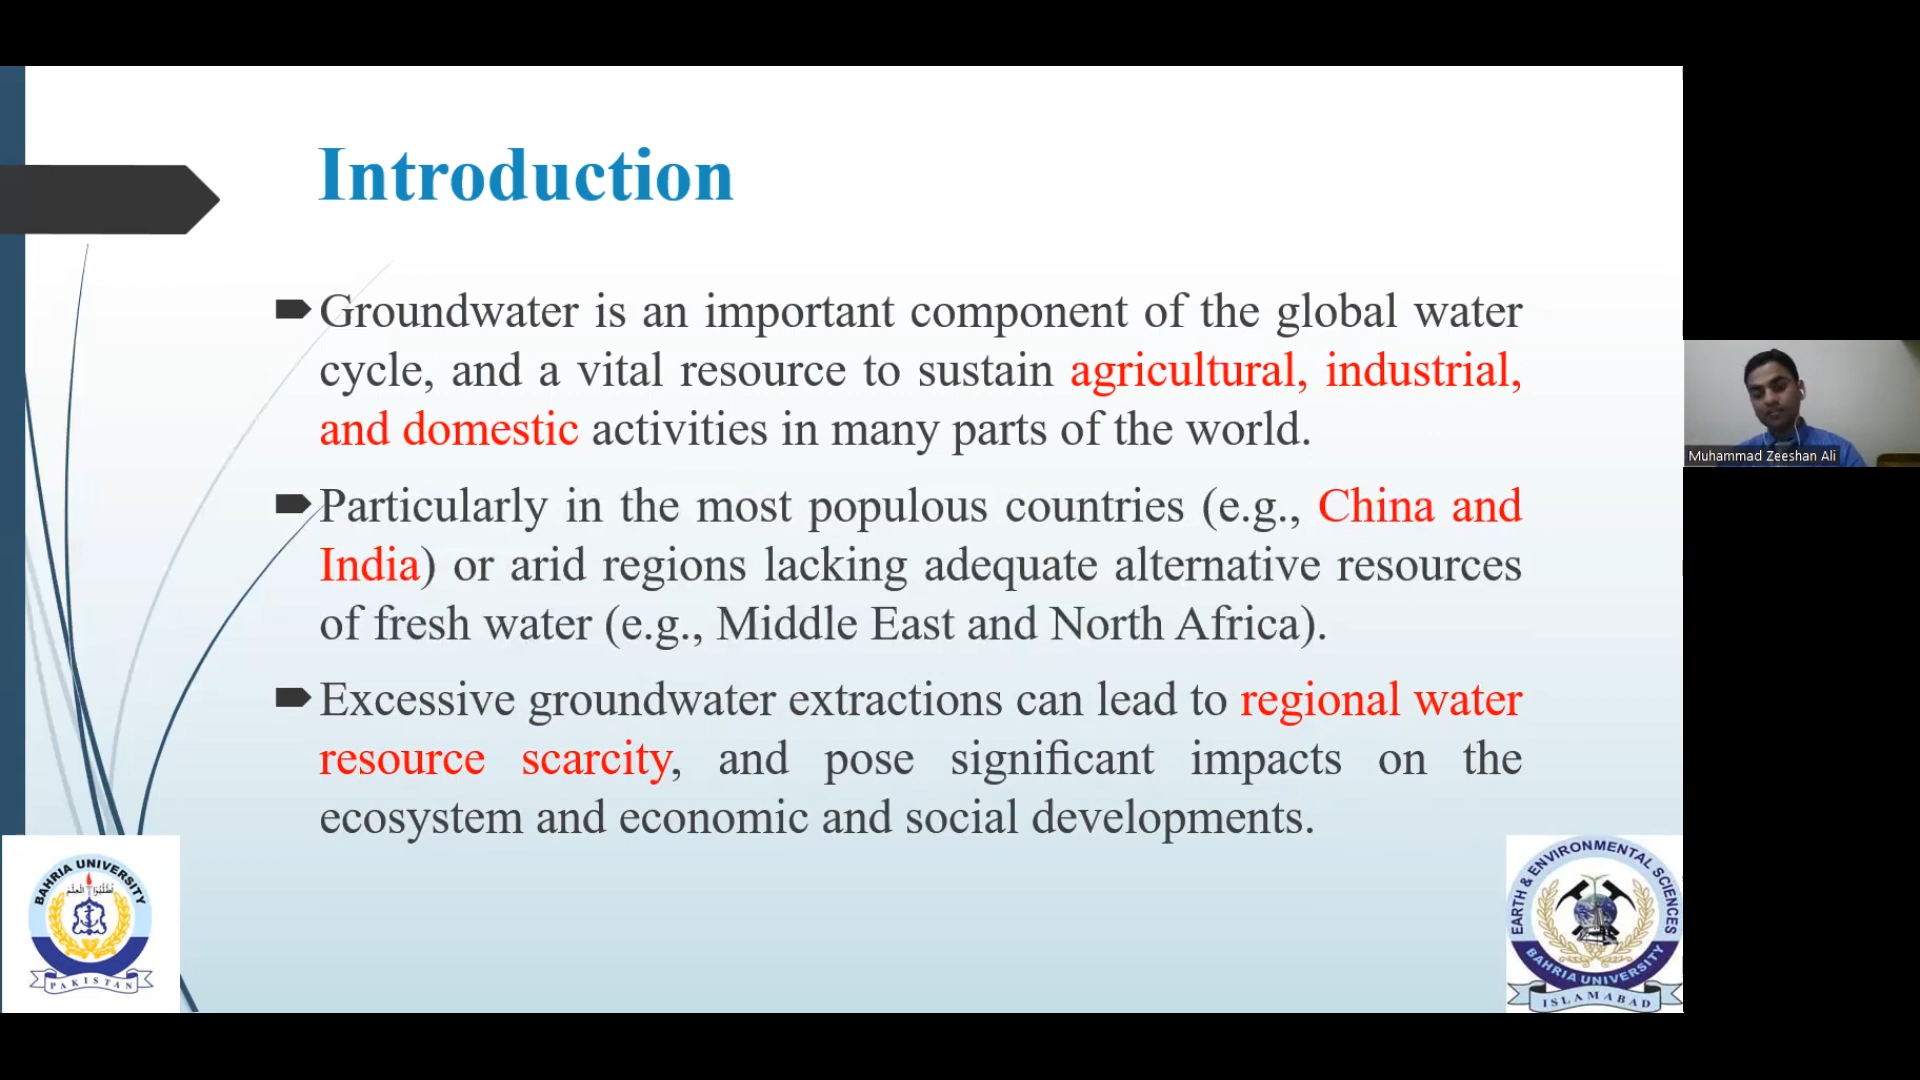 Introduction
Groundwater is an important component of the global water
cycle, and a vital resource to sustain agricultural, industrial,
and domestic activities in many parts of the world.
Particularly in the most populous countries (e.g., China and
India) or arid regions lacking adequate alternative resources
of fresh water (e.g., Middle East and North Africa).
Excessive groundwater extractions can lead to regional water
resource scarcity, and pose significant impacts on the
ecosystem and economic and social developments.
Muhammad Zeeshan Ali
BAHRIA UNIVERSITY
PAKISTAN
EARTH & ENVIRONMENTAL SCIENCES
BAHRIA UNIVERSITY
ISLAMABAD